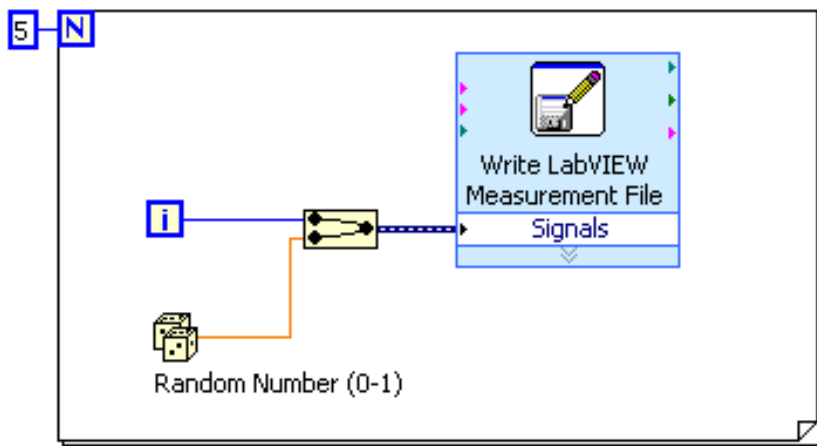 5
N
Write LabVIEW
Measurement File
Signals
i
Random Number (0-1)